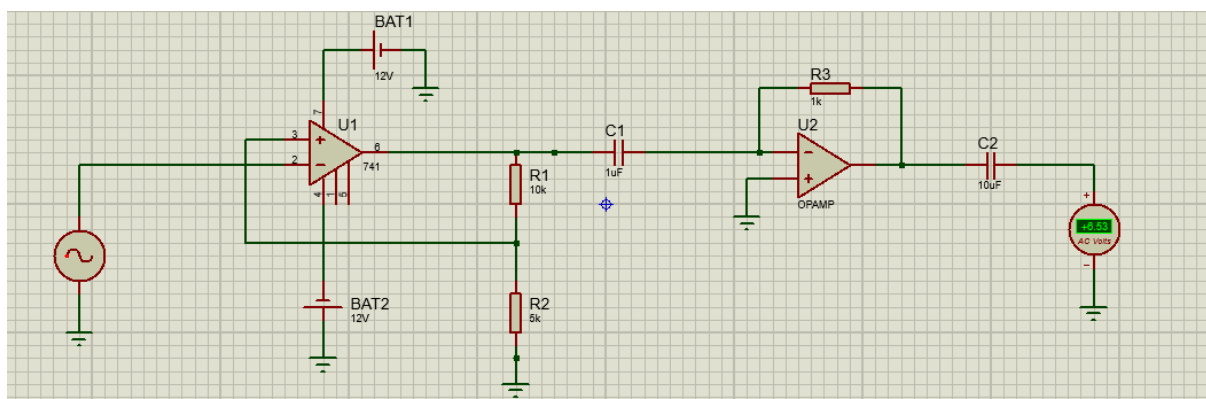 BAT1
12V
7
U1
3
6
2
741
4
1
5
BAT2
12V
R1
10k
R2
5k
C1
1uF
R3
1k
U2
OPAMP
C2
10uF
+6.53
AC Volts